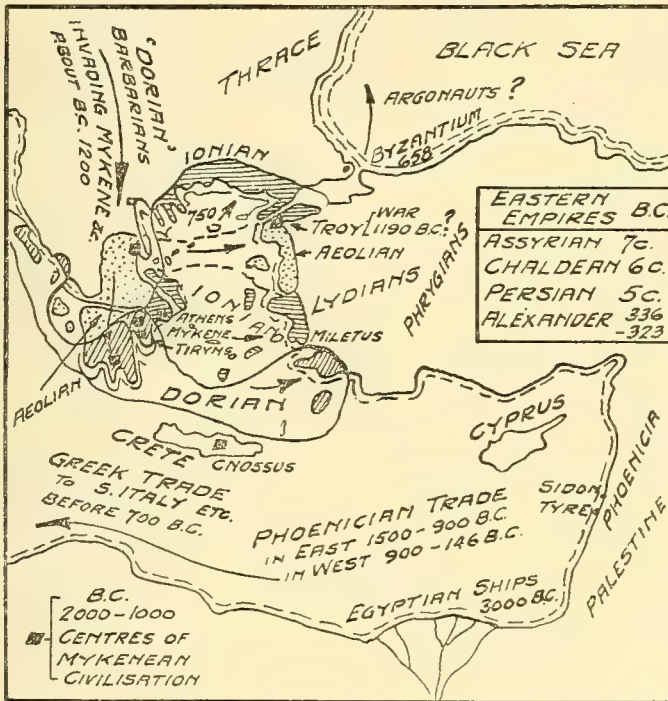 'DORIAN'
BARBARIANS
INVADING MYKENE &c
ABOUT B.C. 1200
THRACE
BLACK SEA
ARGONAUTS ?
BYZANTIUM
658
IONIAN
750
TROY
WAR
1190 B.C. ?
AEOLIAN
LYDIANS
PHRYGIANS
EASTERN
EMPIRES B.C.
ASSYRIAN 7C.
CHALDEAN 6C.
PERSIAN 5C.
ALEXANDER 336
-323
IONIAN
ATHENS
MYKENE
TIRYNS
MILETUS
AEOLIAN
DORIAN
CRETE
CNOSSUS
CYPRUS
GREEK TRADE
TO S. ITALY ETC.
BEFORE 700 B.C.
PHOENICIAN TRADE
IN EAST 1500-900 B.C.
IN WEST 900-146 B.C.
SIDON
TYRE
PHOENICIA
PALESTINE
EGYPTIAN SHIPS
3000 B.C.
B.C.
2000-1000
CENTRES OF
MYKENEAN
CIVILISATION